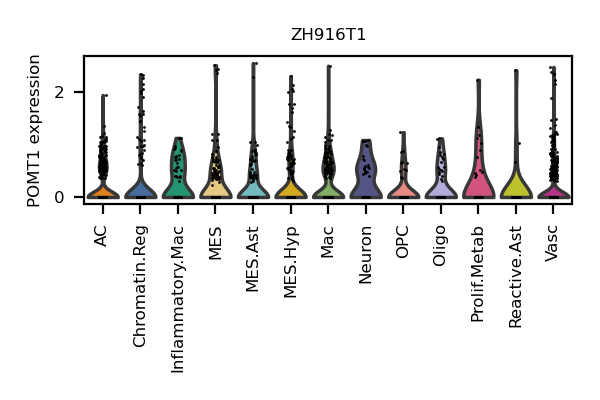 ZH916T1
POMT1 expression
2
0
AC
Chromatin.Reg
Inflammatory.Mac
MES
MES.Ast
MES.Hyp
Mac
Neuron
OPC
Oligo
Prolif.Metab
Reactive.Ast
Vasc